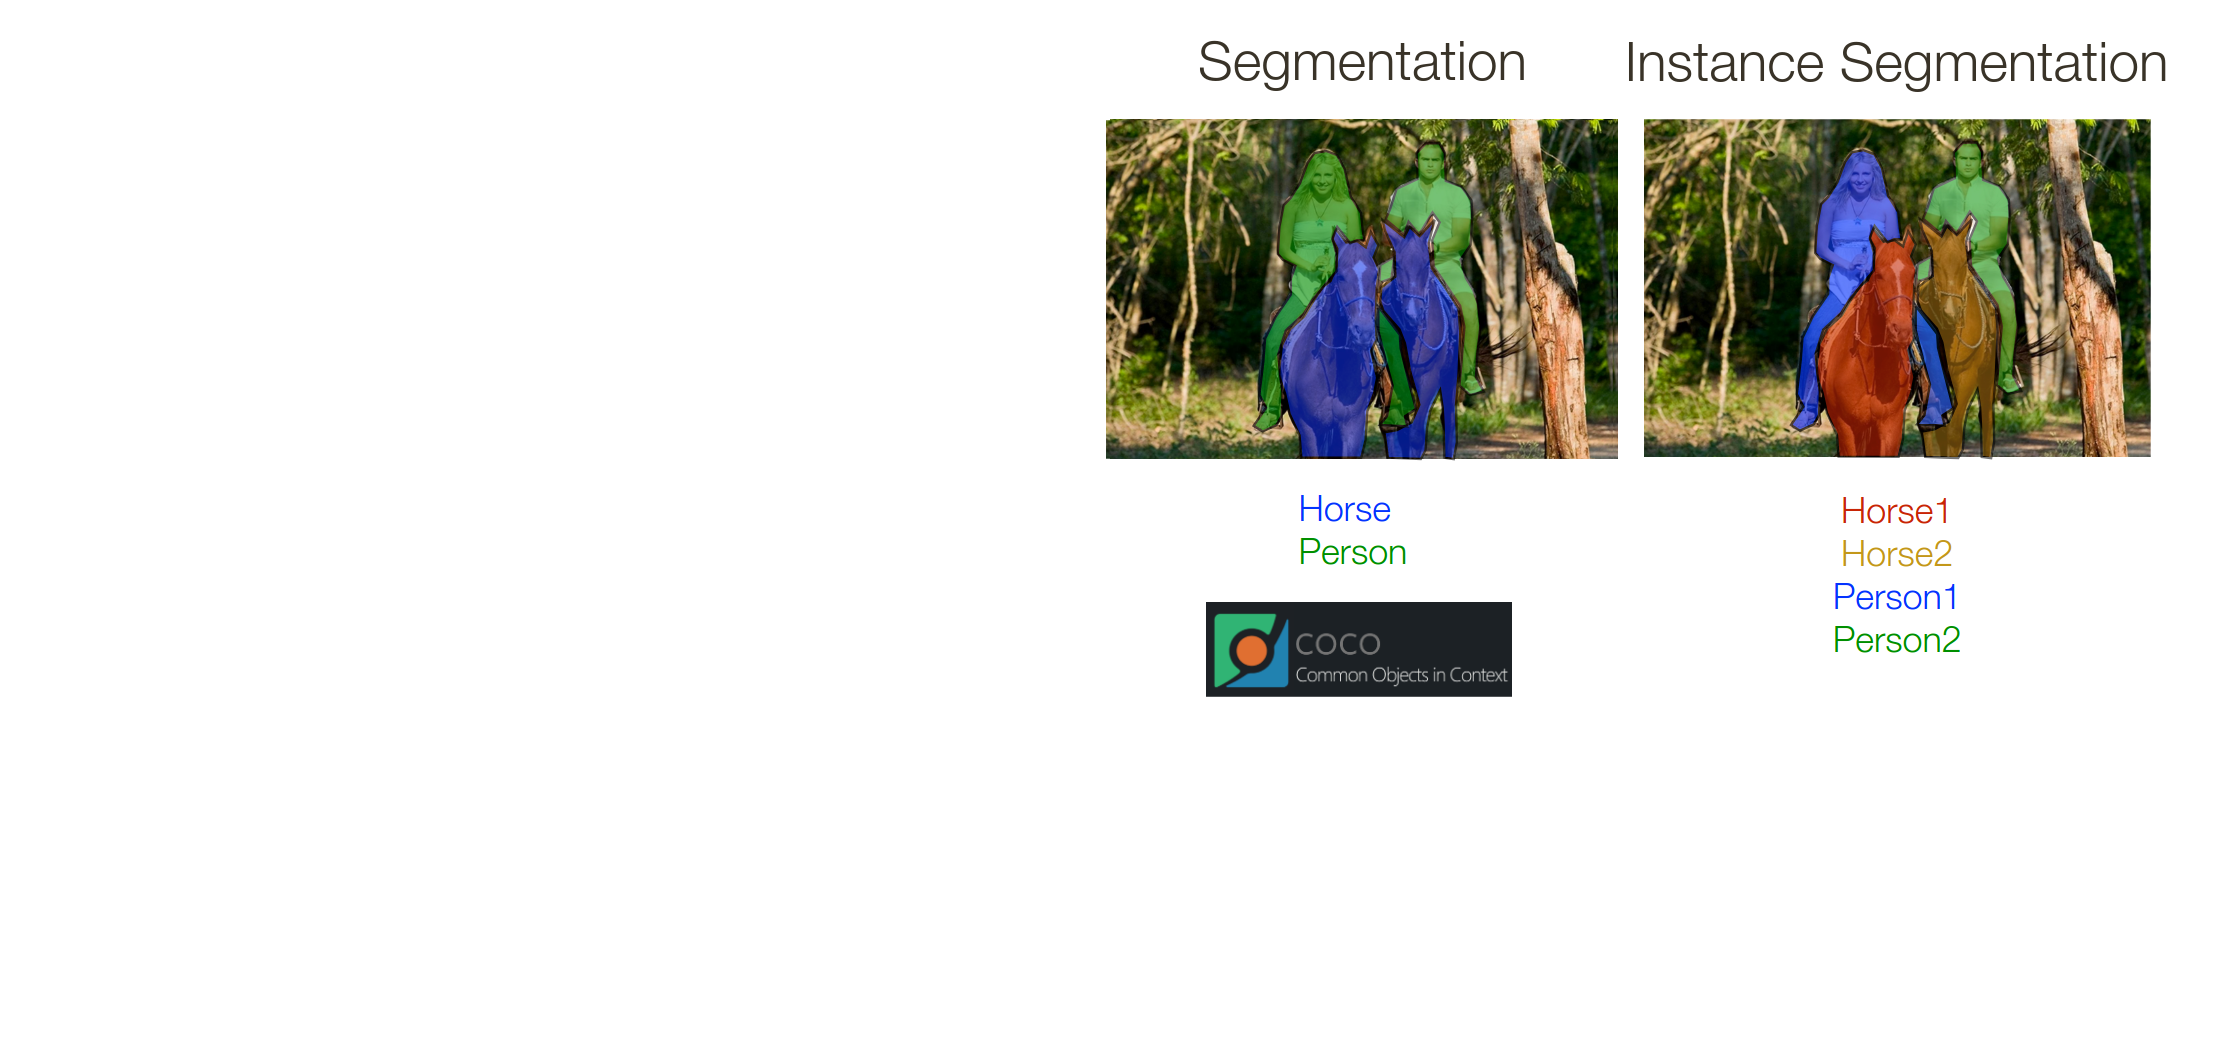 Segmentation
Instance Segmentation
Horse
Person
Horse1
Horse2
Person1
Person2
COCO
Common Objects in Context